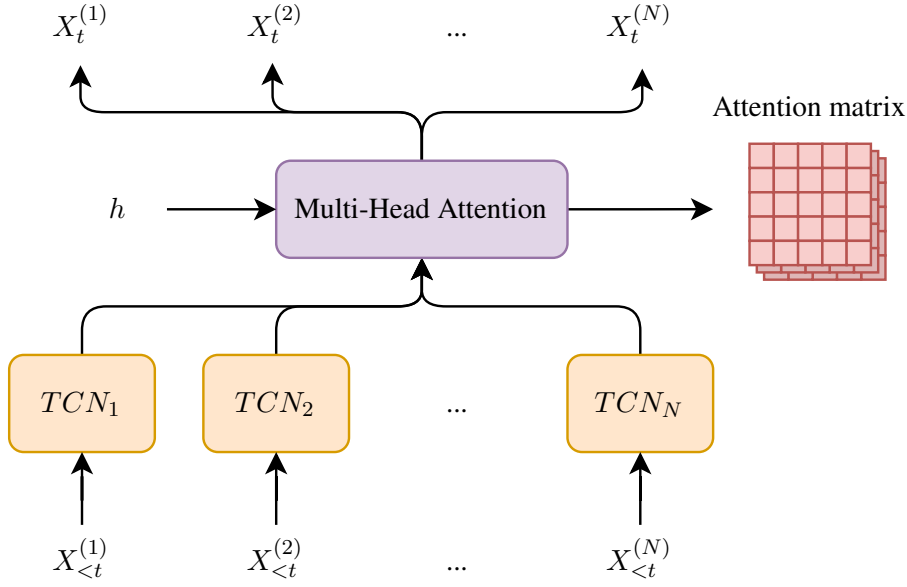 X_t^{(1)} X_t^{(2)} ... X_t^{(N)}
Attention matrix
h Multi-Head Attention
TCN_1 TCN_2 ... TCN_N
X_{<t}^{(1)} X_{<t}^{(2)} ... X_{<t}^{(N)}